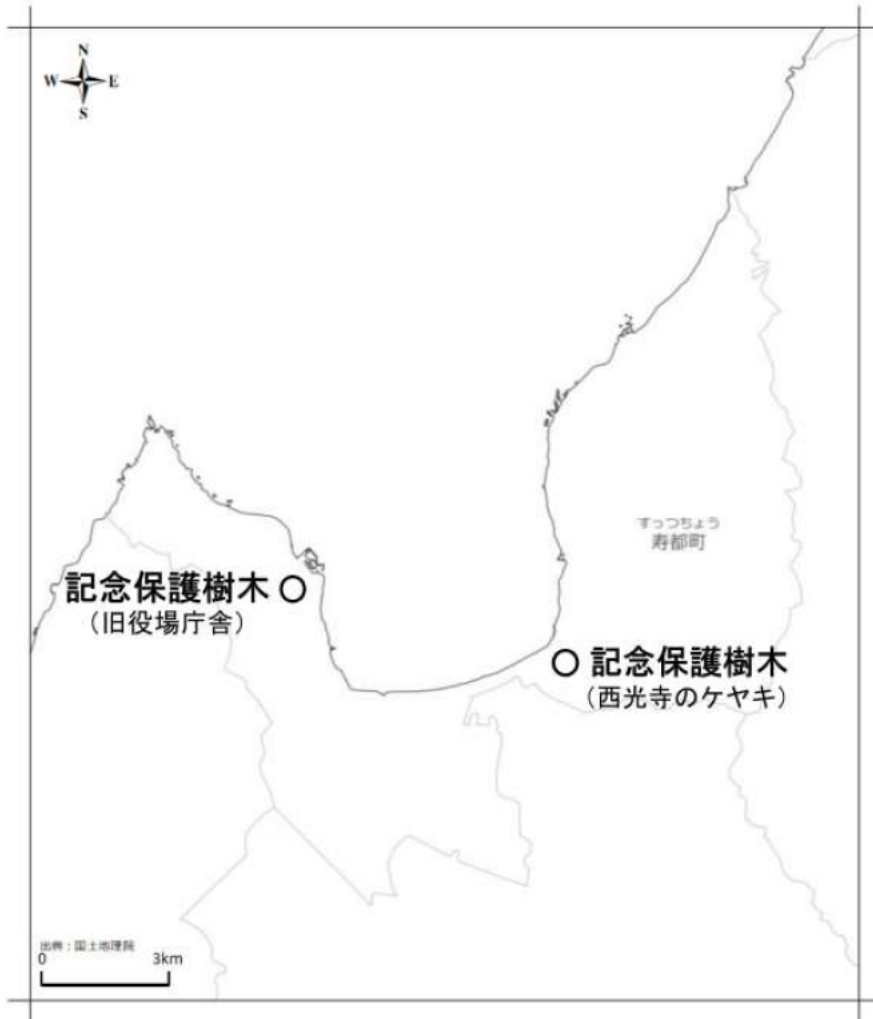 N
W E
S
すっつちょう
寿都町
記念保護樹木
（旧役場庁舎）
記念保護樹木
（西光寺のケヤキ）
出典：国土地理院
0 3km